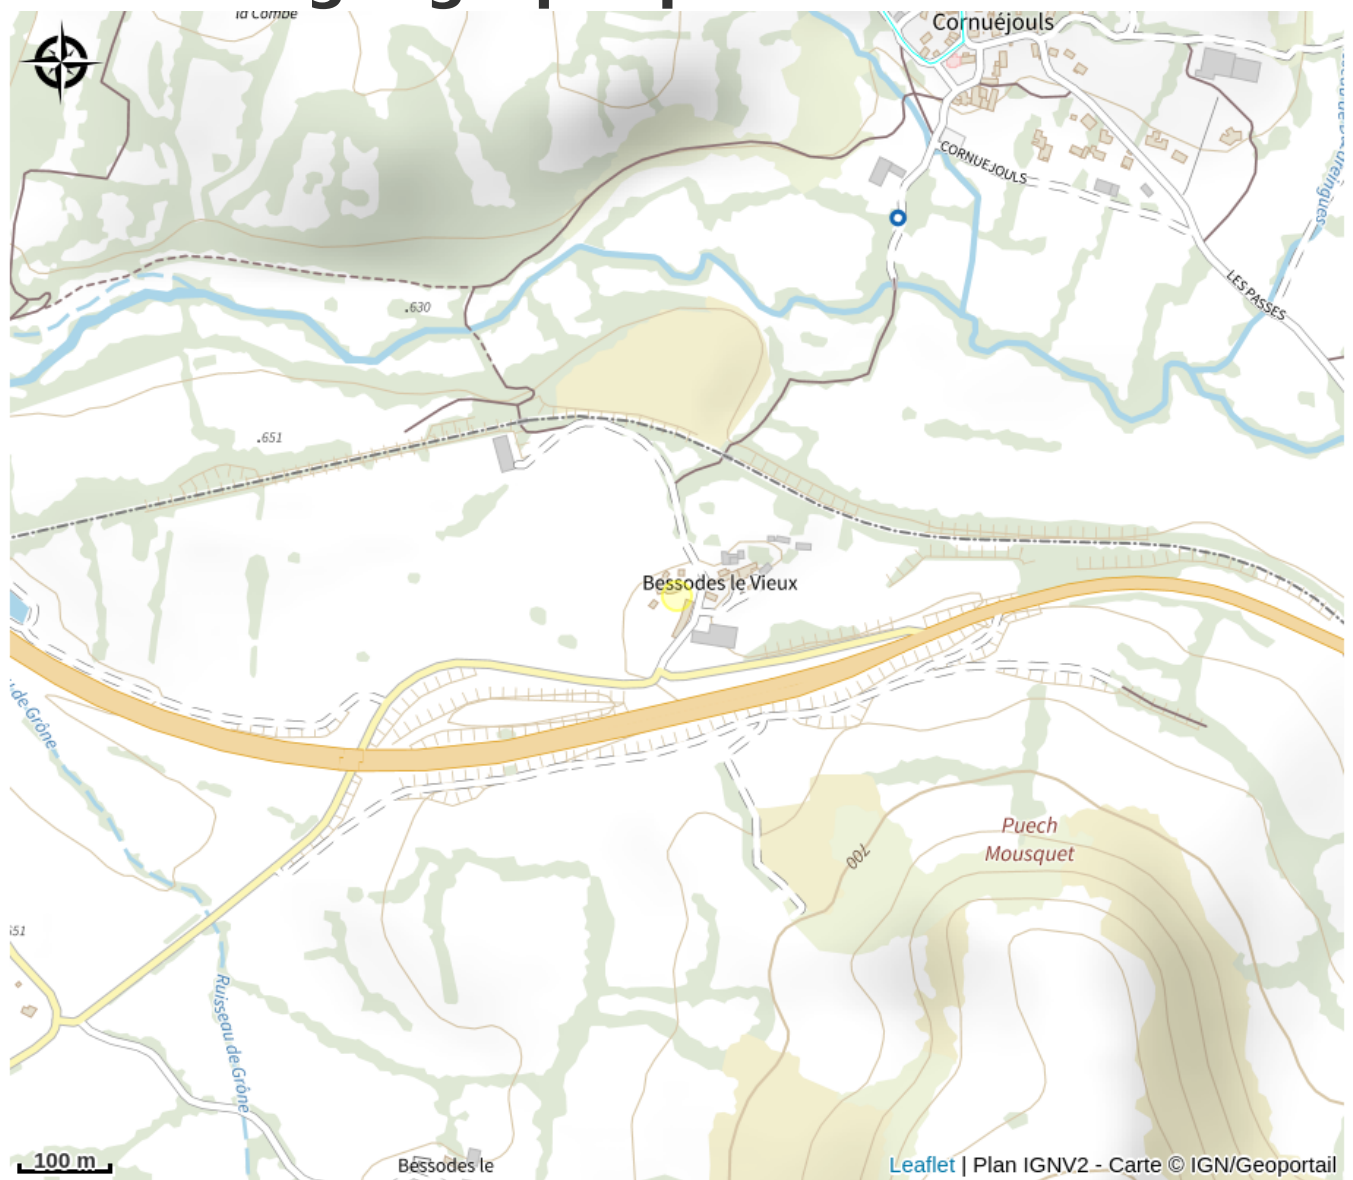 la Combe
Cornuéjouls
CORNUEJOULS
LES PASSES
.630
.651
Bessodes le Vieux
de Grône
Puech
Mousquet
700
651
Ruisseau de Grône
100 m
Bessodes le
Leaflet | Plan IGNV2 - Carte © IGN/Geoportail